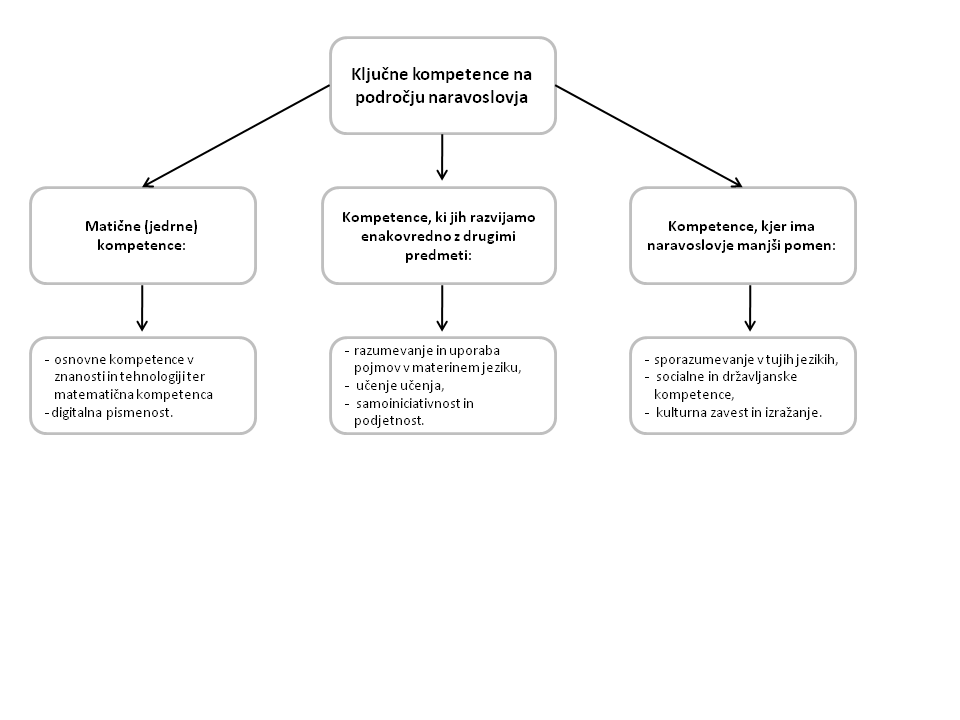 Ključne kompetence na
področju naravoslovja
Matične (jedrne)
kompetence:
Kompetence, ki jih razvijamo
enakovredno z drugimi
predmeti:
Kompetence, kjer ima
naravoslovje manjši pomen:
- osnovne kompetence v
znanosti in tehnologiji ter
matematična kompetenca
- digitalna pismenost.
- razumevanje in uporaba
pojmov v materinem jeziku,
- učenje učenja,
- samoiniciativnost in
podjetnost.
- sporazumevanje v tujih jezikih,
- socialne in državljanske
kompetence,
- kulturna zavest in izražanje.